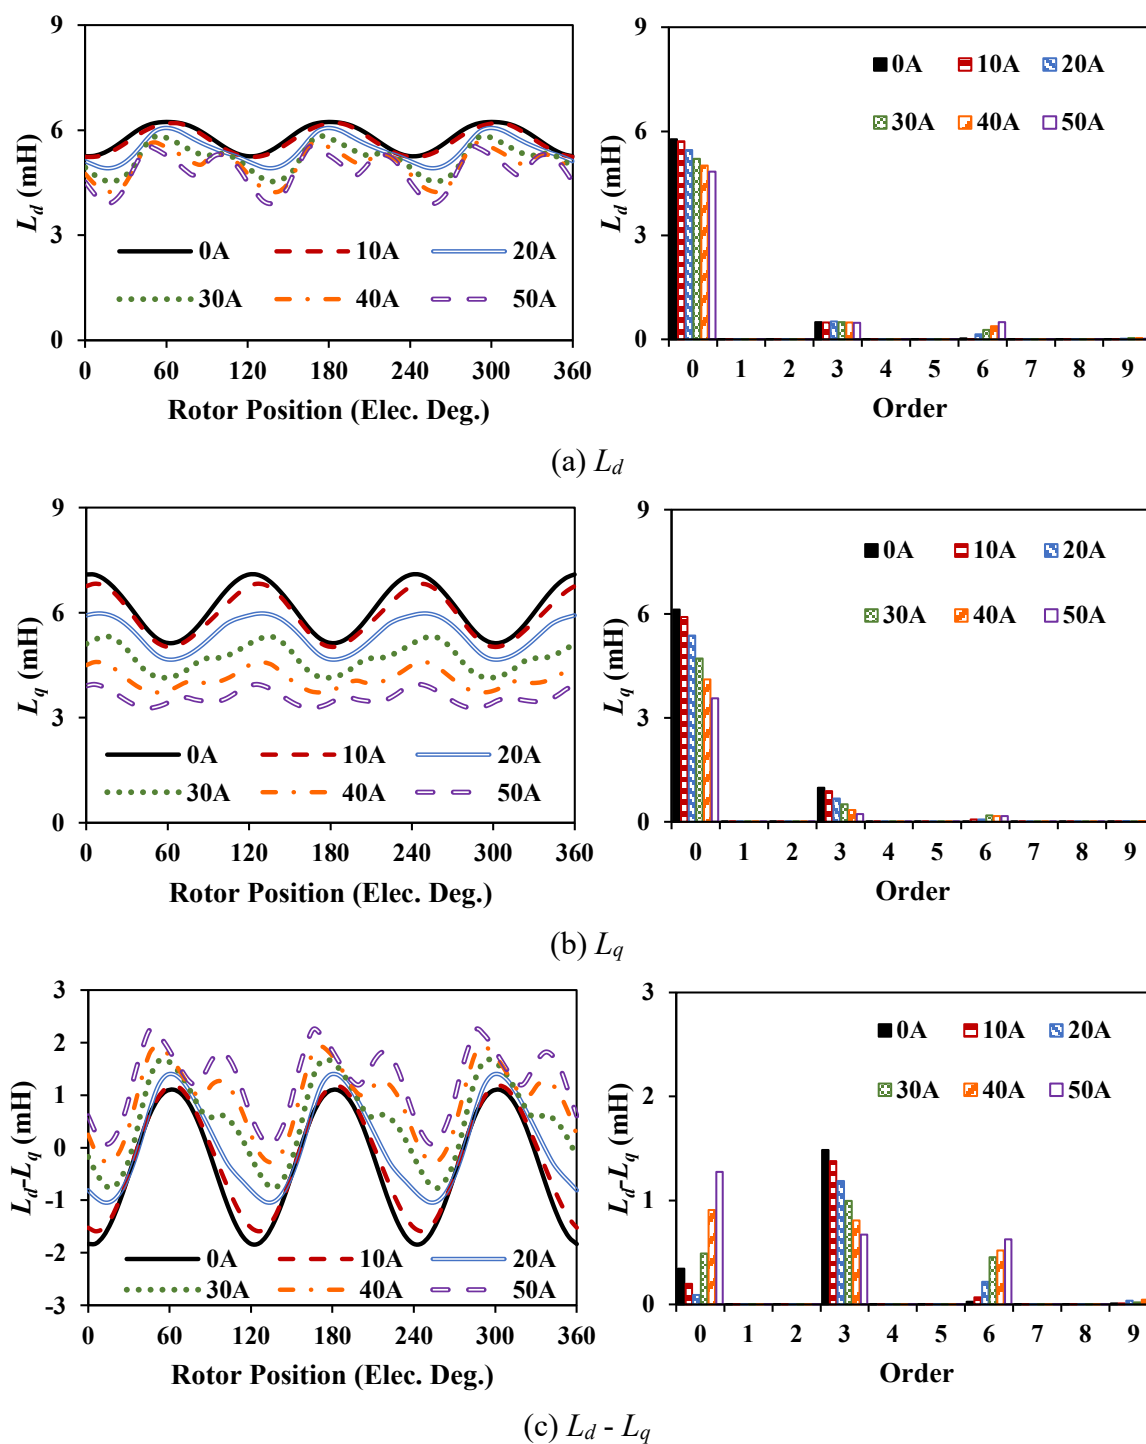 9
6
3
0
L_d (mH)
0A 10A 20A
30A 40A 50A
0 60 120 180 240 300 360
Rotor Position (Elec. Deg.)
9
6
3
0
L_d (mH)
0A 10A 20A
30A 40A 50A
0 1 2 3 4 5 6 7 8 9
Order
(a) L_d
9
6
3
0
L_q (mH)
0A 10A 20A
30A 40A 50A
0 60 120 180 240 300 360
Rotor Position (Elec. Deg.)
9
6
3
0
L_q (mH)
0A 10A 20A
30A 40A 50A
0 1 2 3 4 5 6 7 8 9
Order
(b) L_q
3
2
1
0
-1
-2
-3
L_d-L_q (mH)
0A 10A 20A
30A 40A 50A
0 60 120 180 240 300 360
Rotor Position (Elec. Deg.)
3
2
1
0
L_d-L_q (mH)
0A 10A 20A
30A 40A 50A
0 1 2 3 4 5 6 7 8 9
Order
(c) L_d - L_q